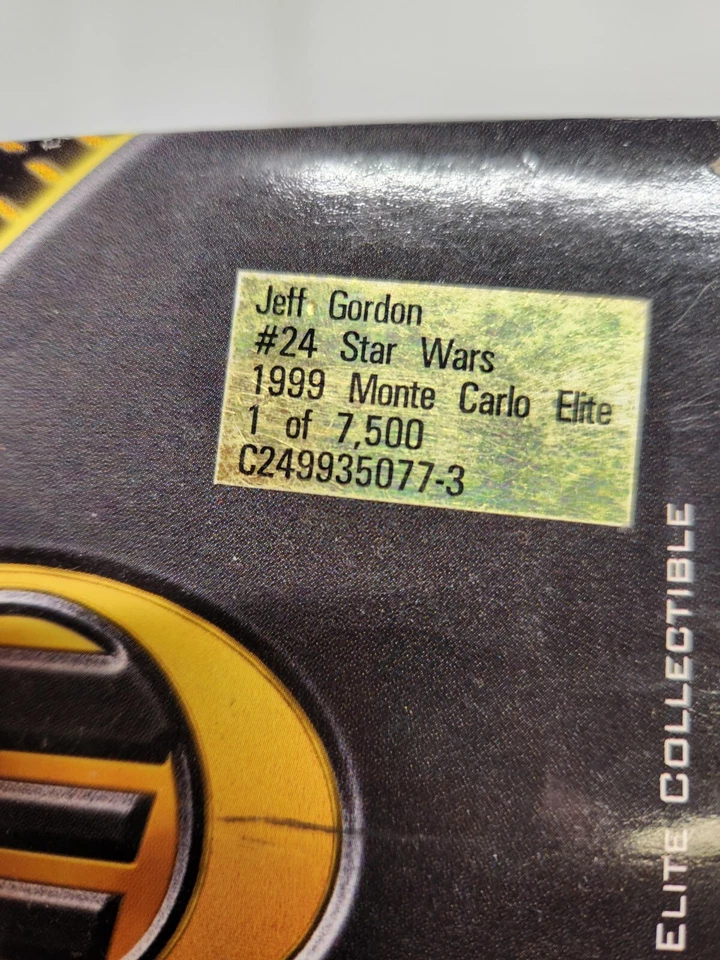 Jeff Gordon
#24 Star Wars
1999 Monte Carlo Elite
1 of 7,500
C249935077-3
ELITE COLLECTIBLE